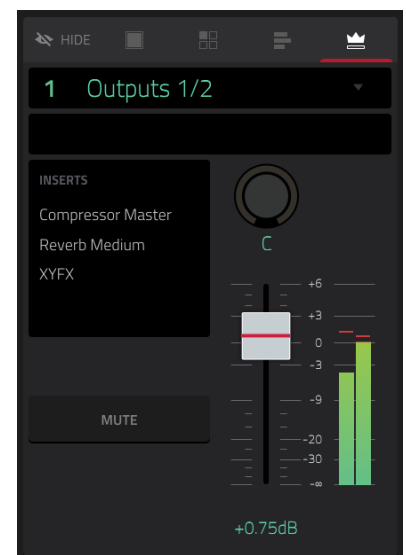 HIDE
1 Outputs 1/2
INSERTS
Compressor Master
Reverb Medium
XYFX
C
+6
+3
0
-3
-9
-20
-30
-∞
MUTE
+0.75dB